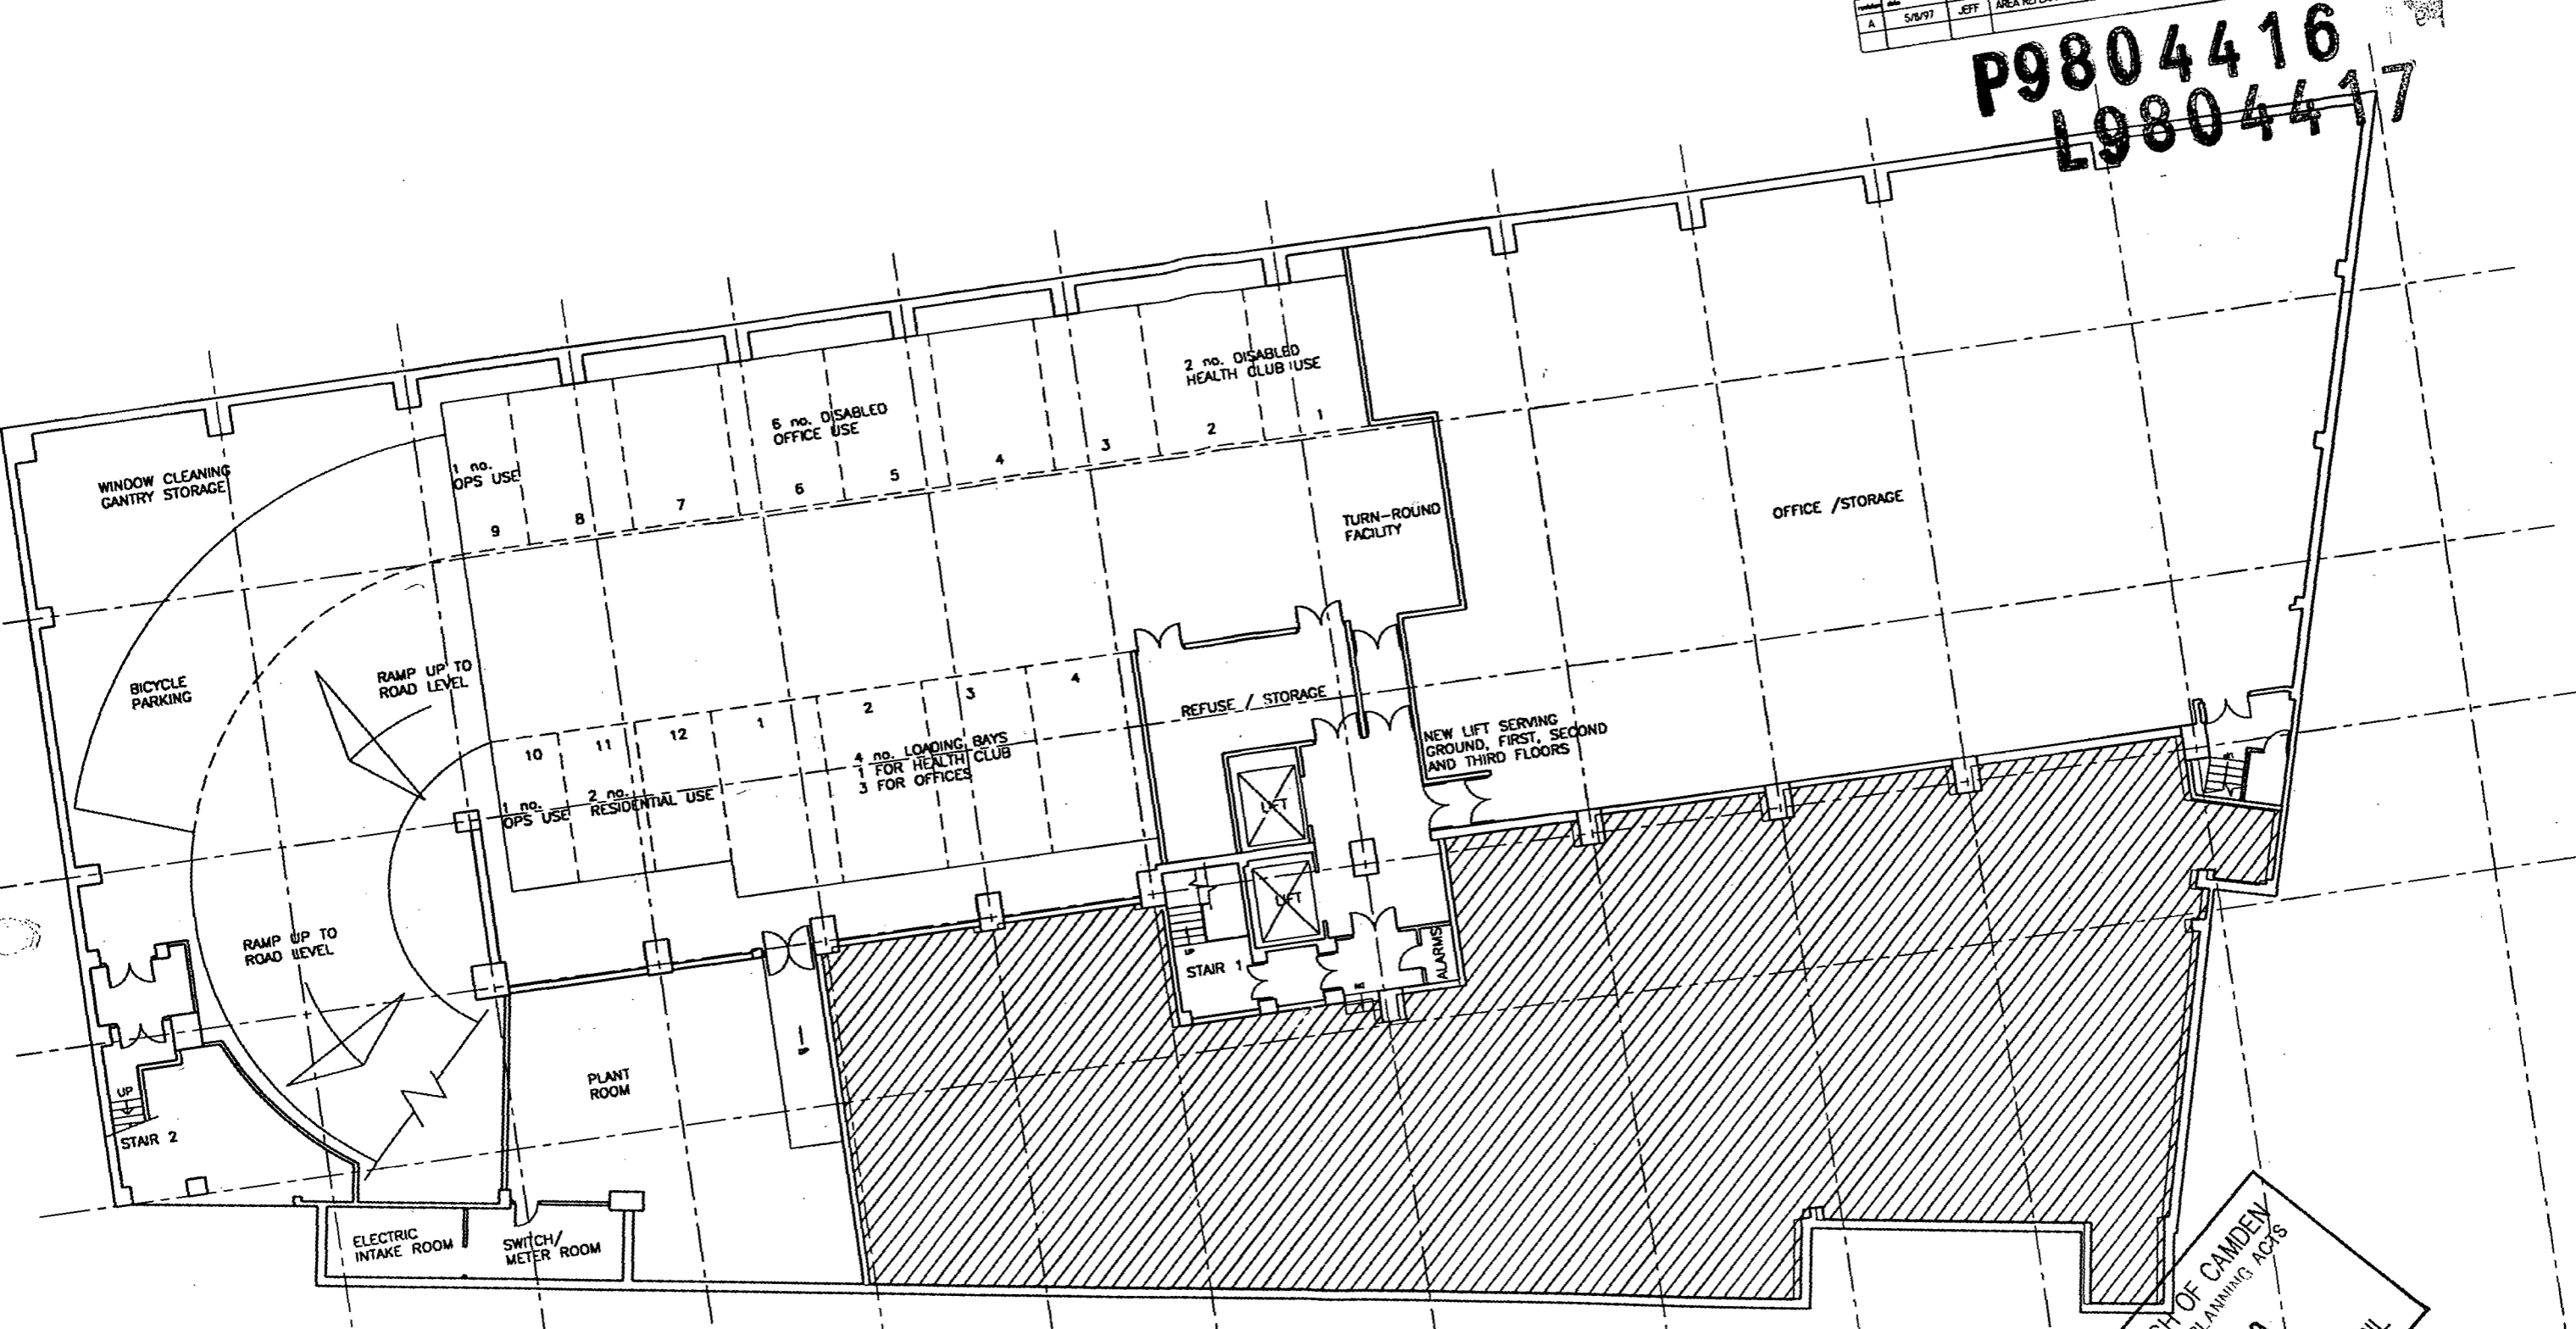 A 5/8/97 JEFF
P9804416
L9804417
2 no. DISABLED
HEALTH CLUB USE
6 no. DISABLED
OFFICE USE
1 no.
OPS USE
WINDOW CLEANING
GANTRY STORAGE
9 8 7 6 5 4 3 2 1
TURN-ROUND
FACILITY
OFFICE /STORAGE
BICYCLE
PARKING
RAMP UP TO
ROAD LEVEL
10 11 12 1 2 3 4
1 no.
OPS USE
2 no.
RESIDENTIAL USE
4 no. LOADING BAYS
1 FOR HEALTH CLUB
3 FOR OFFICES
REFUSE / STORAGE
NEW LIFT SERVING
GROUND, FIRST, SECOND
AND THIRD FLOORS
LIFT
LIFT
STAIR 1
ALARMS
RAMP UP TO
ROAD LEVEL
PLANT
ROOM
UP
STAIR 2
ELECTRIC
INTAKE ROOM
SWITCH/
METER ROOM
OF CAMDEN
PLANNING ACTS